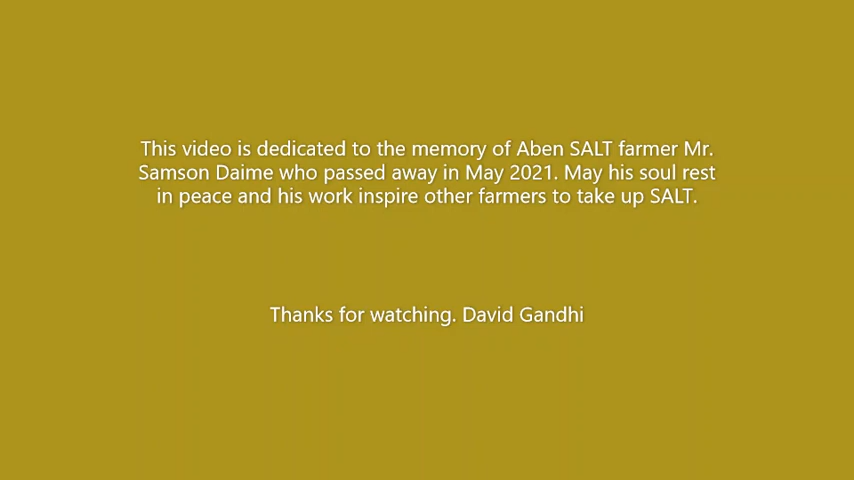 This video is dedicated to the memory of Aben SALT farmer Mr.
Samson Daime who passed away in May 2021. May his soul rest
in peace and his work inspire other farmers to take up SALT.
Thanks for watching. David Gandhi